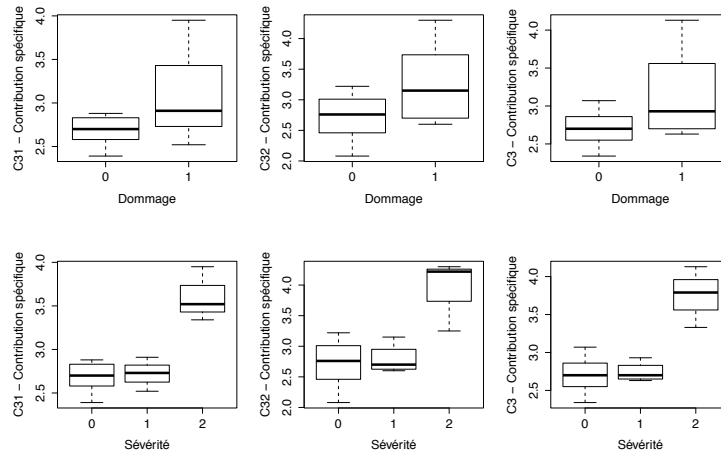 C31 − Contribution spécifique
2.5 3.0 3.5 4.0
0 1
Dommage
C32 − Contribution spécifique
2.0 2.5 3.0 3.5 4.0
0 1
Dommage
C3 − Contribution spécifique
2.5 3.0 3.5 4.0
0 1
Dommage
C31 − Contribution spécifique
2.5 3.0 3.5 4.0
0 1 2
Sévérité
C32 − Contribution spécifique
2.0 2.5 3.0 3.5 4.0
0 1 2
Sévérité
C3 − Contribution spécifique
2.5 3.0 3.5 4.0
0 1 2
Sévérité